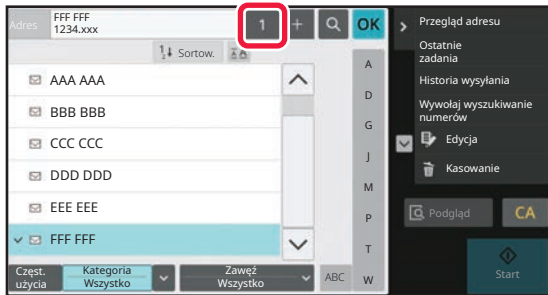 Adres
FFF FFF
1234.xxx
1
+
OK
Sortow.
AAA AAA
BBB BBB
CCC CCC
DDD DDD
EEE EEE
FFF FFF
A
D
G
J
M
P
T
W
Częst.
użycia
Kategoria
Wszystko
Zawęź
Wszystko
ABC
Przegląd adresu
Ostatnie
zadania
Historia wysyłania
Wywołaj wyszukiwanie
numerów
Edycja
Kasowanie
Podgląd
CA
Start